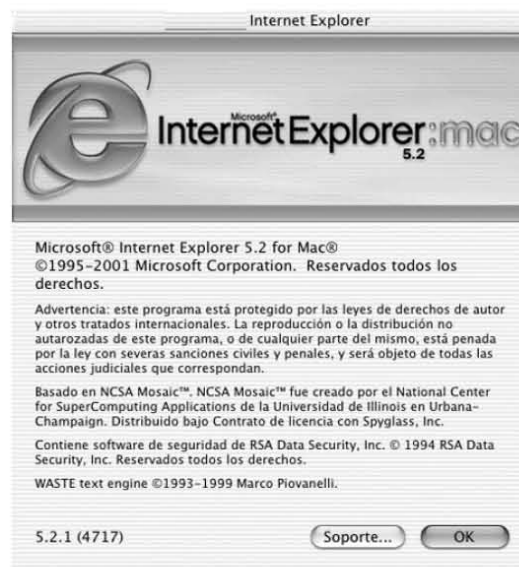 Internet Explorer
Microsoft®
Internet Explorer:mac
5.2
Microsoft® Internet Explorer 5.2 for Mac®
©1995–2001 Microsoft Corporation. Reservados todos los
derechos.
Advertencia: este programa está protegido por las leyes de derechos de autor
y otros tratados internacionales. La reproducción o la distribución no
autarozadas de este programa, o de cualquier parte del mismo, está penada
por la ley con severas sanciones civiles y penales, y será objeto de todas las
acciones judiciales que correspondan.
Basado en NCSA Mosaic™. NCSA Mosaic™ fue creado por el National Center
for SuperComputing Applications de la Universidad de Illinois en Urbana–
Champaign. Distribuido bajo Contrato de licencia con Spyglass, Inc.
Contiene software de seguridad de RSA Data Security, Inc. © 1994 RSA Data
Security, Inc. Reservados todos los derechos.
WASTE text engine ©1993–1999 Marco Piovanelli.
5.2.1 (4717)
Soporte...
OK